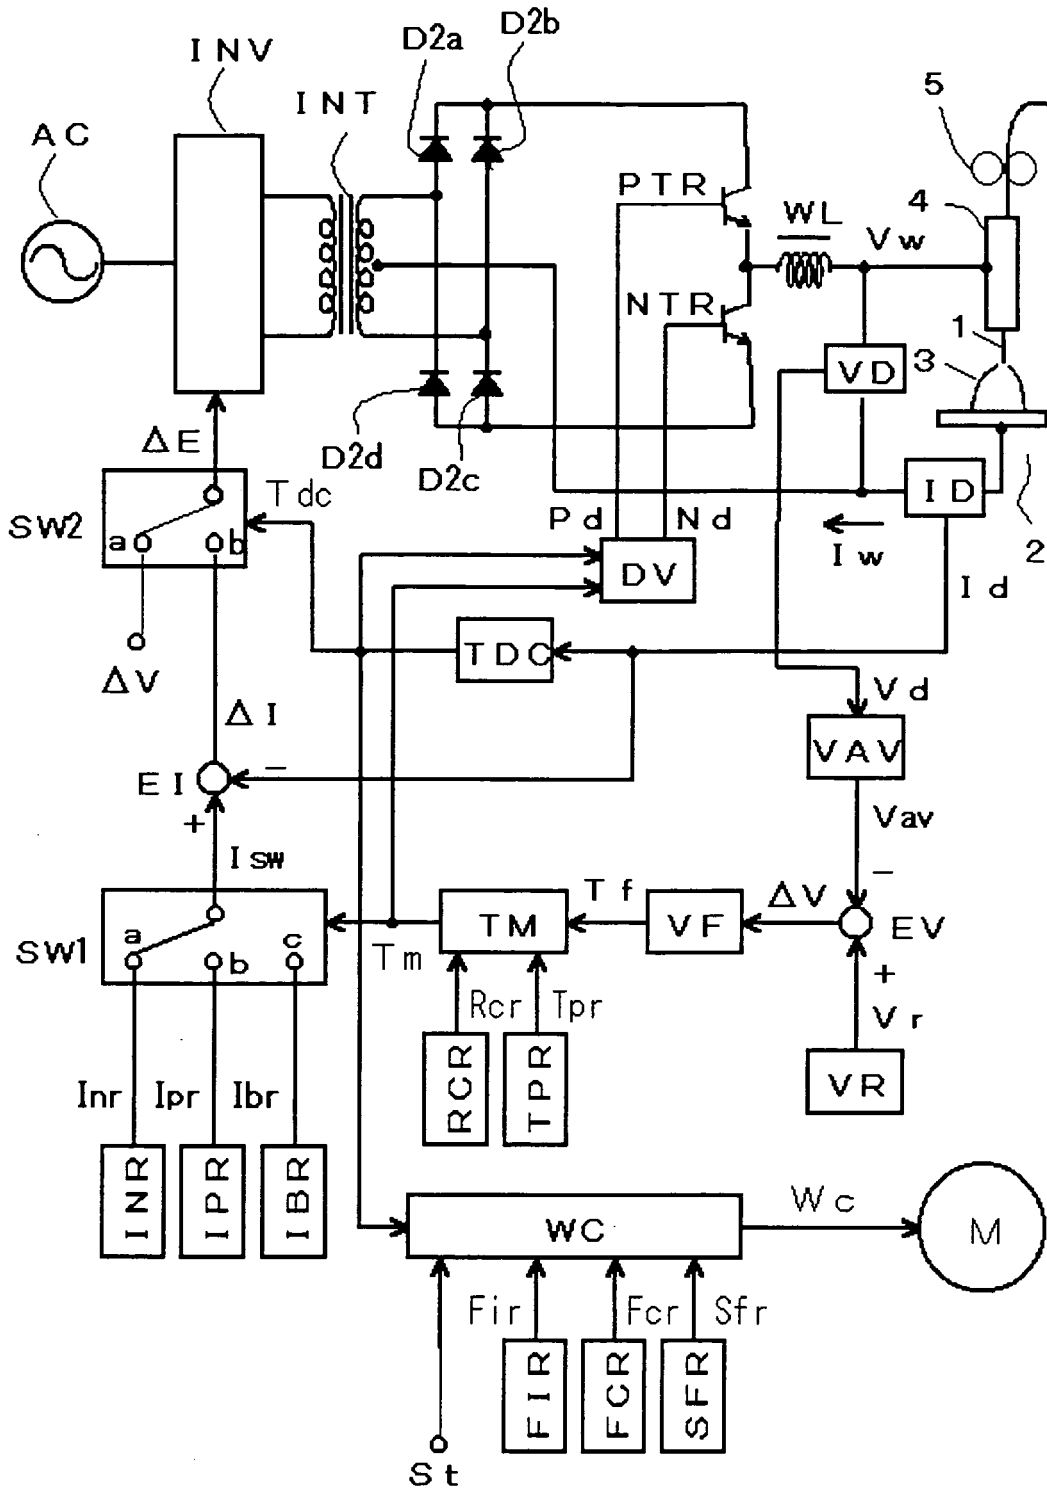 D2b
D2a
INV
INT
5
AC
PTR
4
WL
Vw
NTR
1
3
VD
ΔE
D2d
D2c
ID
Tdc
Pd
Nd
SW2
a
b
Iw
2
DV
Id
TDC
ΔV
Vd
ΔI
VAV
EI
−
+
Vav
Isw
−
Tf
ΔV
a
c
TM
VF
EV
SW1
b
Tm
+
Rcr
Tpr
Vr
RCR
TPR
VR
Inr
Ipr
Ibr
INR
IPR
IBR
Wc
WC
M
Fir
Fcr
Sfr
FIR
FCR
SFR
St